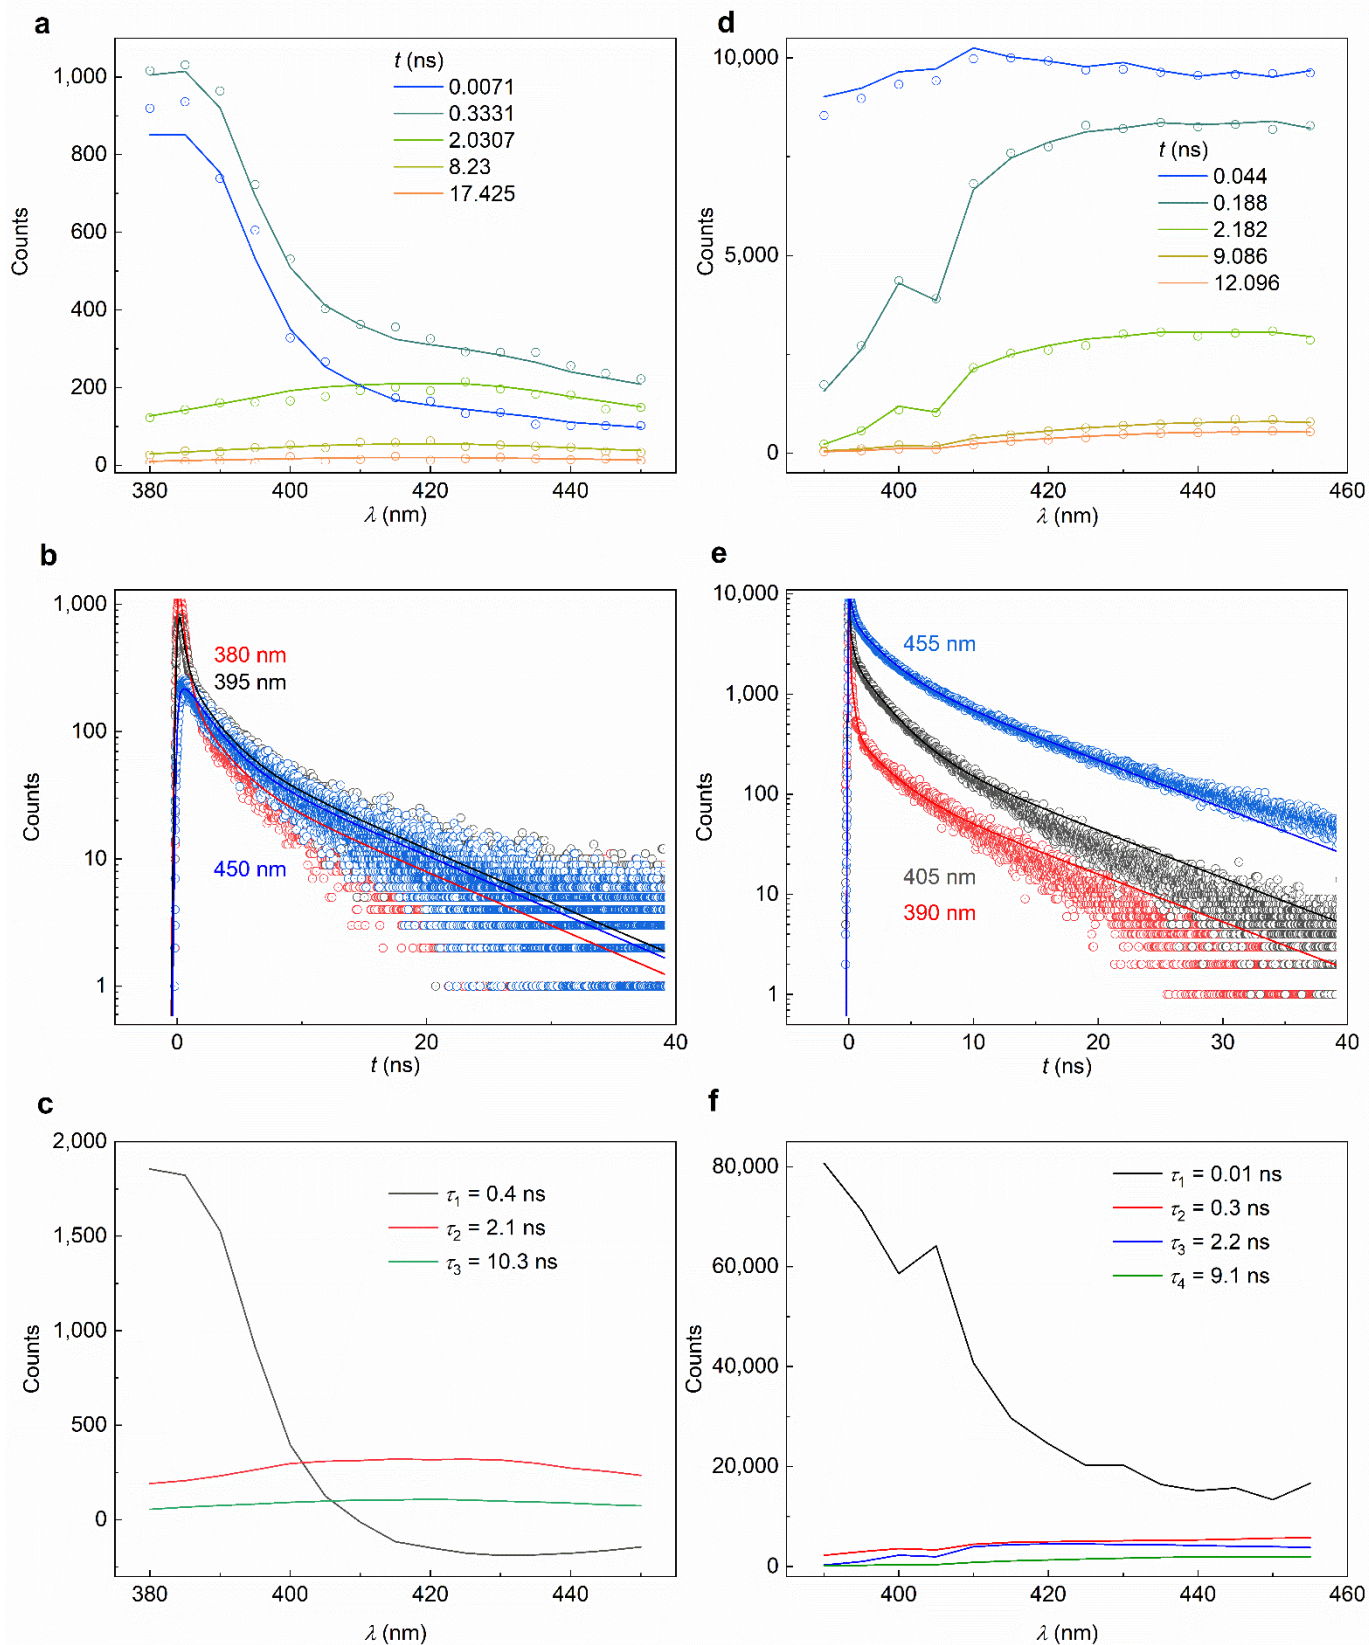 a
t (ns)
0.0071
0.3331
2.0307
8.23
17.425
1,000
800
600
400
200
0
Counts
380
400
420
440
λ (nm)
d
t (ns)
0.044
0.188
2.182
9.086
12.096
10,000
5,000
0
Counts
400
420
440
460
λ (nm)
b
380 nm
395 nm
450 nm
1,000
100
10
1
Counts
0
20
40
t (ns)
e
455 nm
405 nm
390 nm
10,000
1,000
100
10
1
Counts
0
10
20
30
40
t (ns)
c
τ1 = 0.4 ns
τ2 = 2.1 ns
τ3 = 10.3 ns
2,000
1,500
1,000
500
0
Counts
380
400
420
440
λ (nm)
f
τ1 = 0.01 ns
τ2 = 0.3 ns
τ3 = 2.2 ns
τ4 = 9.1 ns
80,000
60,000
40,000
20,000
0
Counts
400
420
440
460
λ (nm)